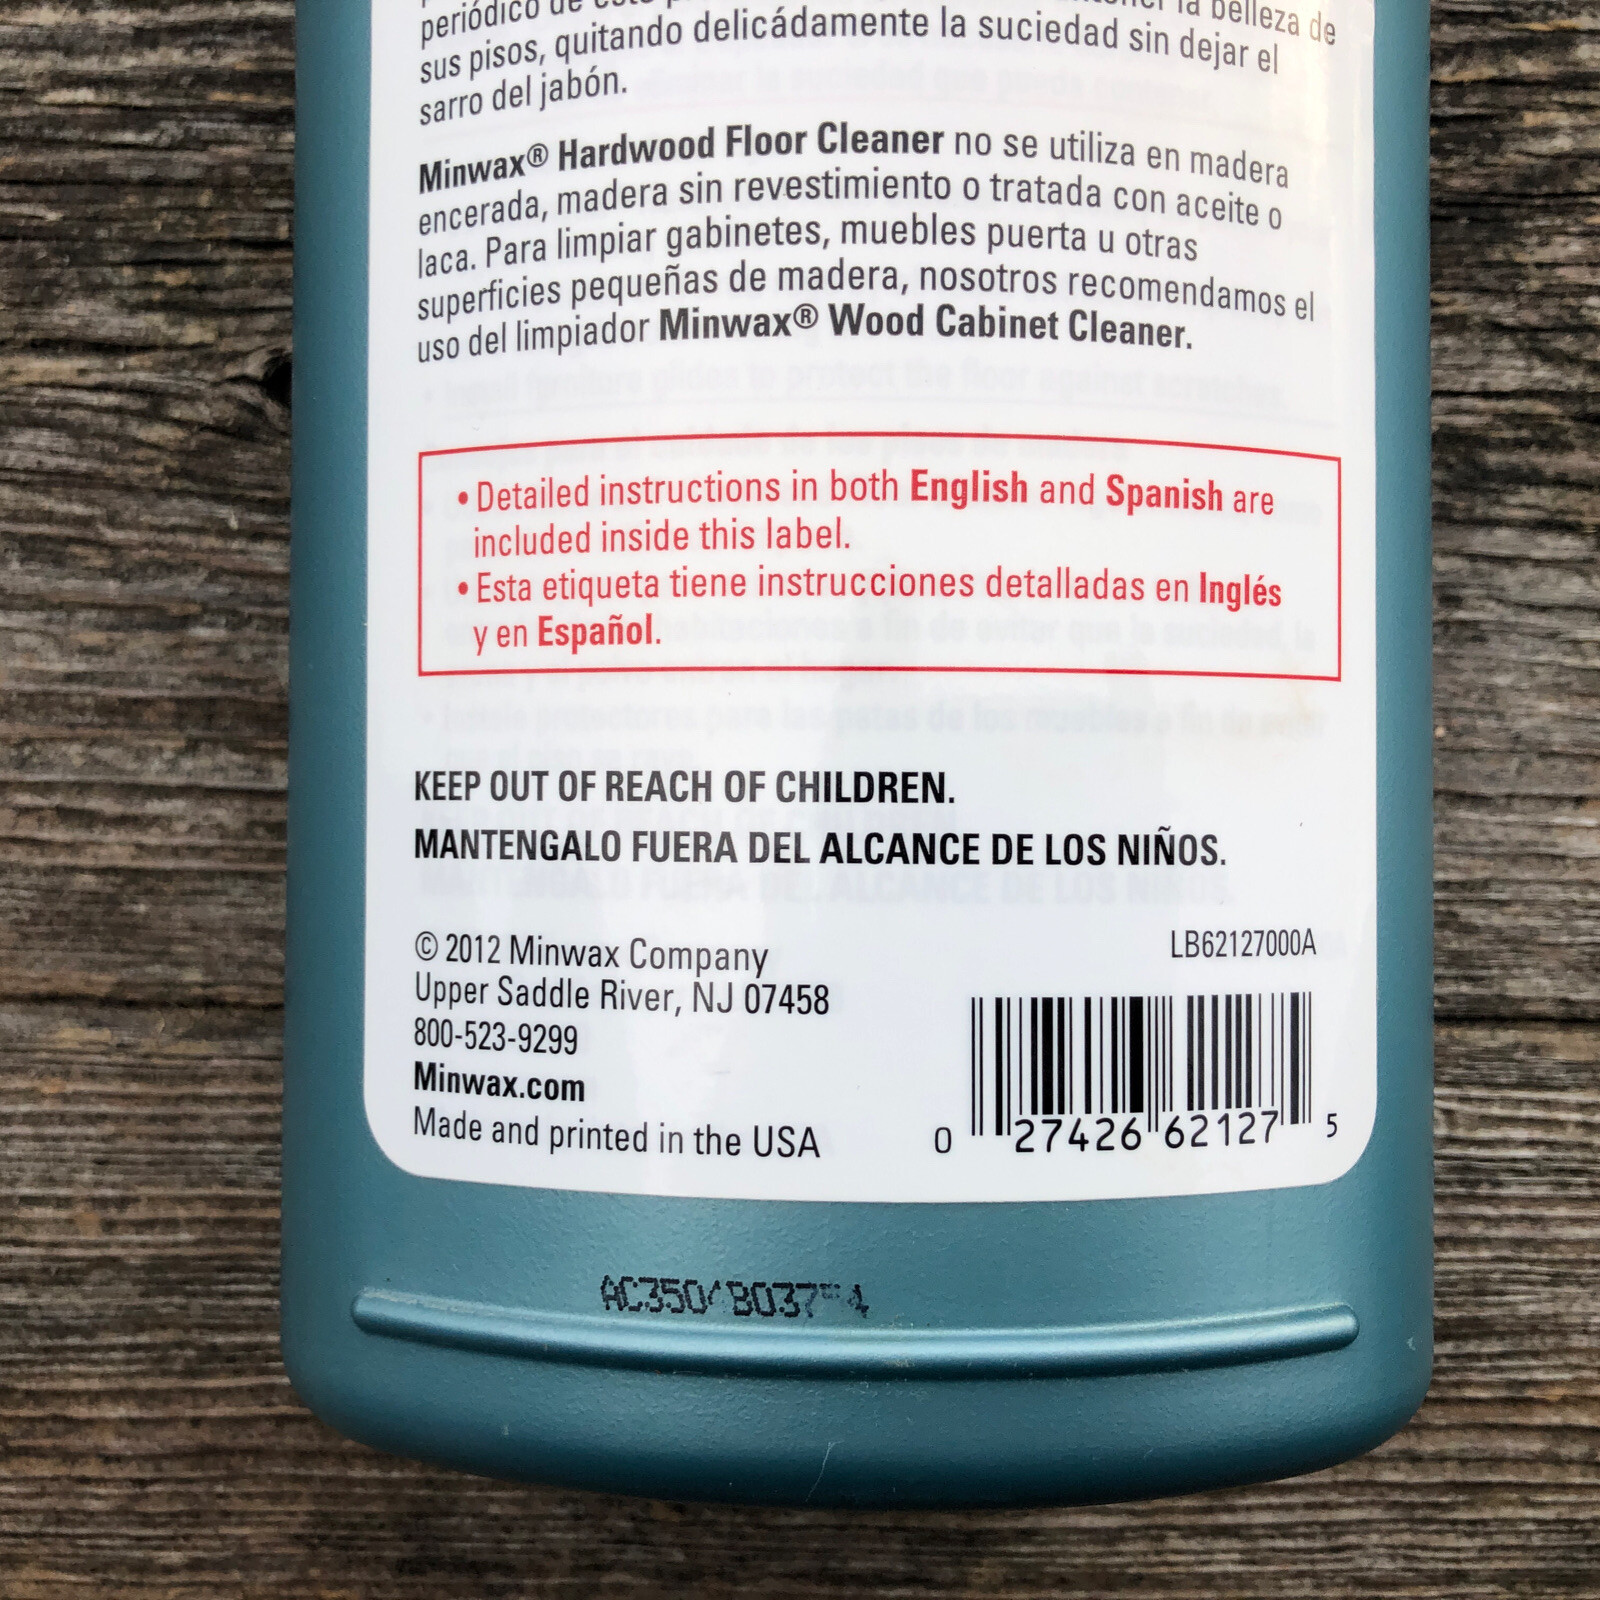 periódico de este la belleza de
sus pisos, quitando delicádamente la suciedad sin dejar el
sarro del jabón.
Minwax® Hardwood Floor Cleaner no se utiliza en madera
encerada, madera sin revestimiento o tratada con aceite o
laca. Para limpiar gabinetes, muebles puerta u otras
superficies pequeñas de madera, nosotros recomendamos el
uso del limpiador Minwax® Wood Cabinet Cleaner.
• Detailed instructions in both English and Spanish are
included inside this label.
• Esta etiqueta tiene instrucciones detalladas en Inglés
y en Español.
KEEP OUT OF REACH OF CHILDREN.
MANTENGALO FUERA DEL ALCANCE DE LOS NIÑOS.
© 2012 Minwax Company
Upper Saddle River, NJ 07458
800-523-9299
Minwax.com
Made and printed in the USA
LB62127000A
0 27426 62127 5